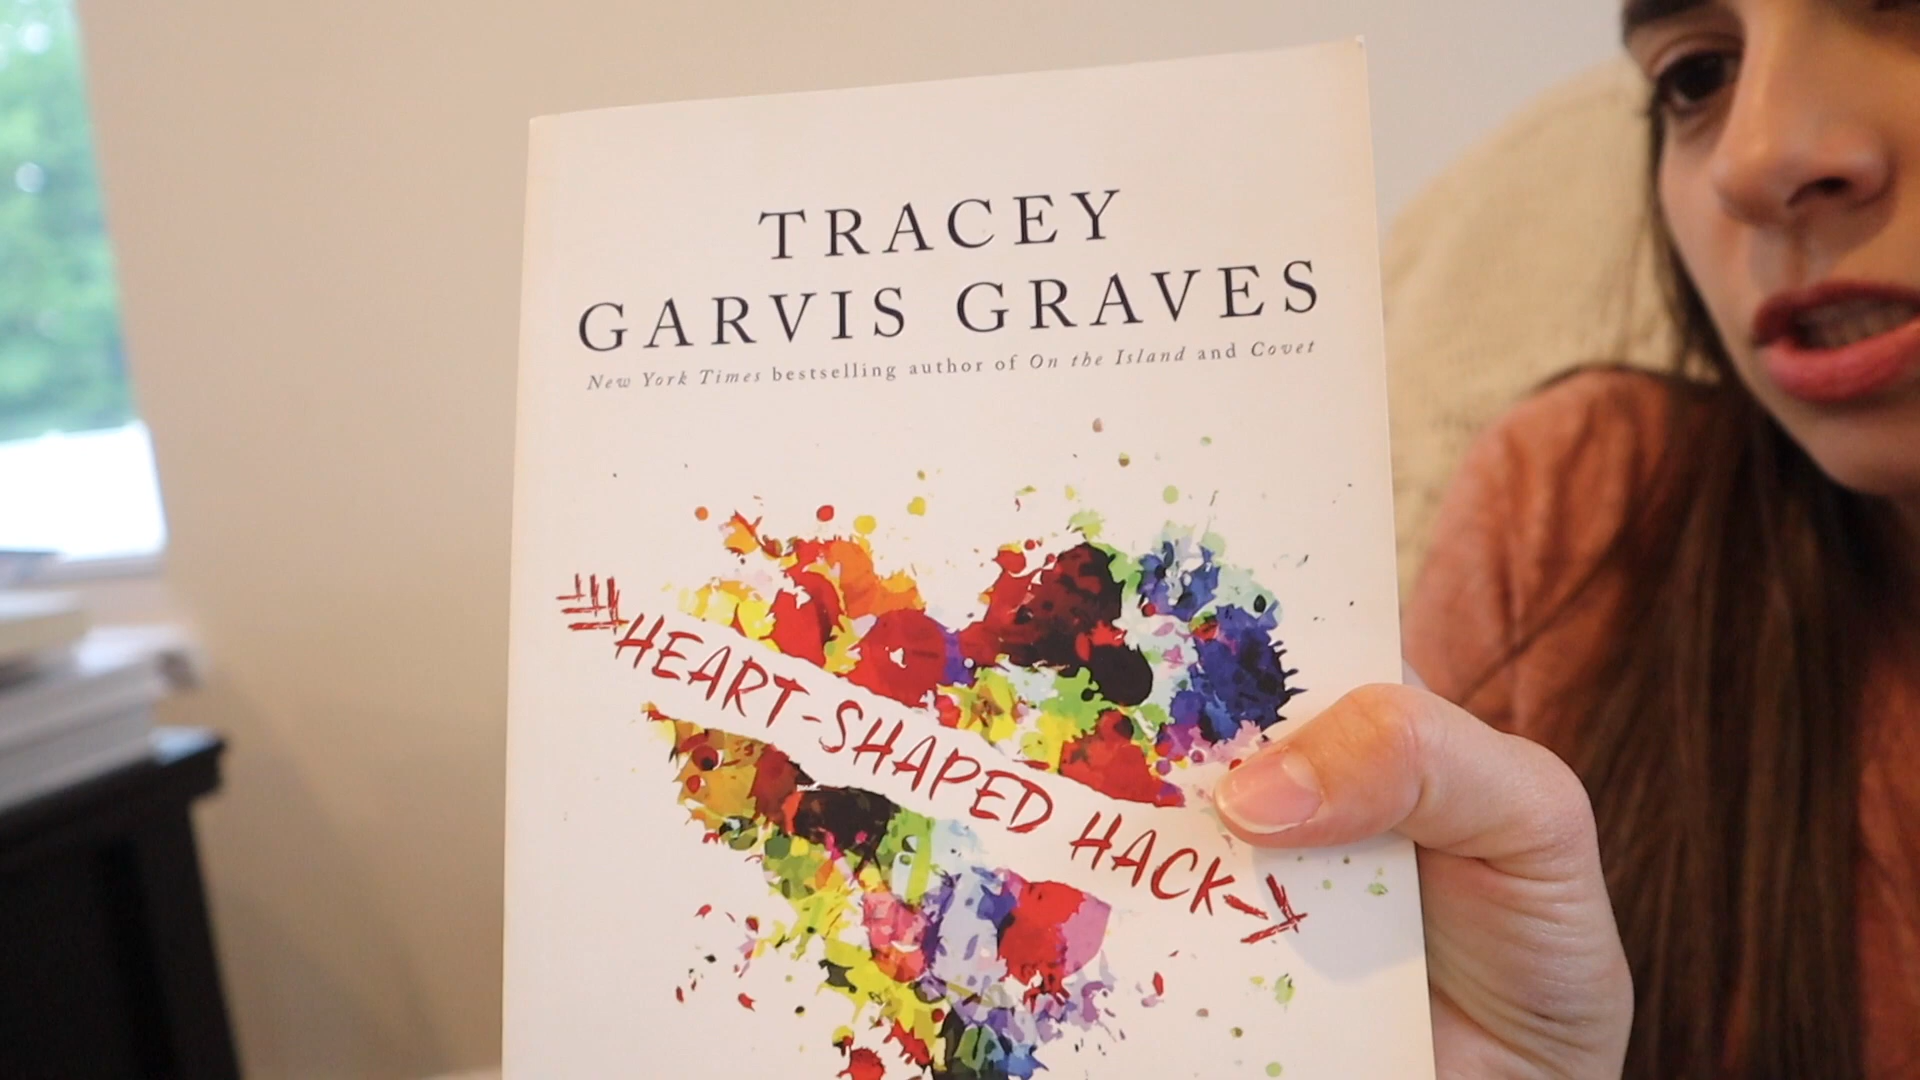 TRACEY
GARVIS GRAVES
New York Times bestselling author of On the Island and Covet
HEART-SHAPED HACK